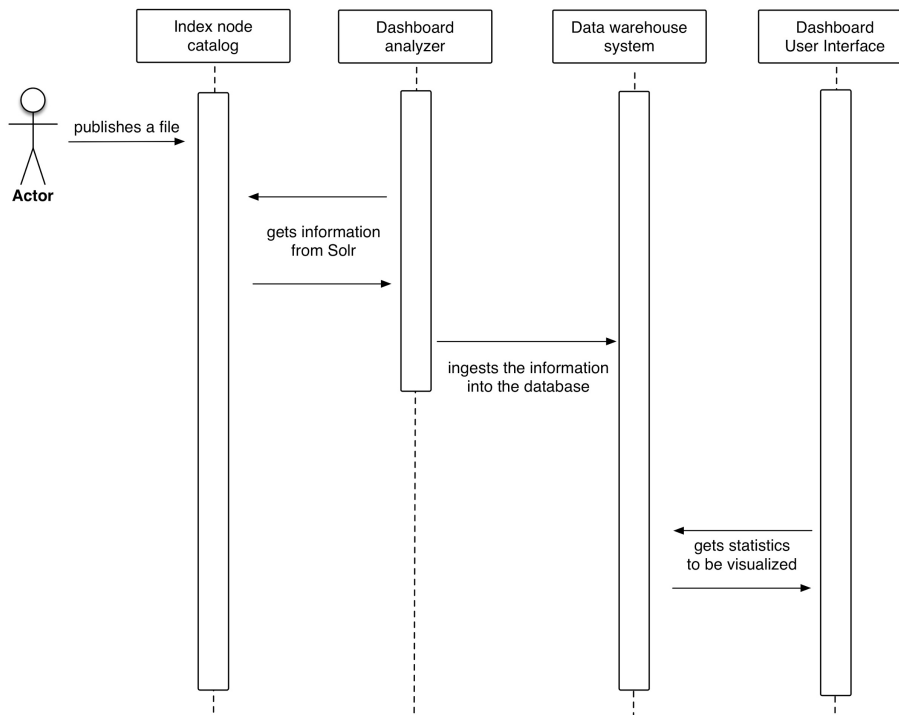 Index node
catalog
Dashboard
analyzer
Data warehouse
system
Dashboard
User Interface
publishes a file
Actor
gets information
from Solr
ingests the information
into the database
gets statistics
to be visualized